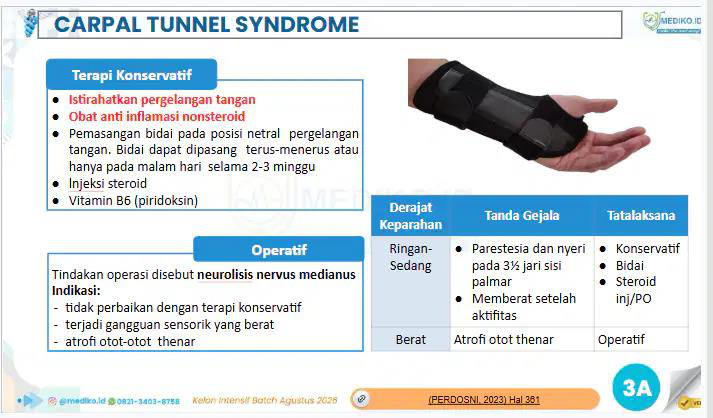 CARPAL TUNNEL SYNDROME
MEDIKO.ID
Terapi Konservatif
● Istirahatkan pergelangan tangan
● Obat anti inflamasi nonsteroid
● Pemasangan bidai pada posisi netral pergelangan
tangan. Bidai dapat dipasang terus-menerus atau
hanya pada malam hari selama 2-3 minggu
● Injeksi steroid
● Vitamin B6 (piridoksin)
Operatif
Tindakan operasi disebut neurolisis nervus medianus
Indikasi:
- tidak perbaikan dengan terapi konservatif
- terjadi gangguan sensorik yang berat
- atrofi otot-otot thenar
Derajat
Keparahan
Tanda Gejala
Tatalaksana
Ringan-
Sedang
● Parestesia dan nyeri
pada 3½ jari sisi
palmar
● Memberat setelah
aktifitas
● Konservatif
● Bidai
● Steroid
inj/PO
Berat
Atrofi otot thenar
Operatif
@mediko.id 0821-3403-8758
Kelan Intensif Batch Agustus 2026
(PERDOSNI, 2023) Hal 361
3A